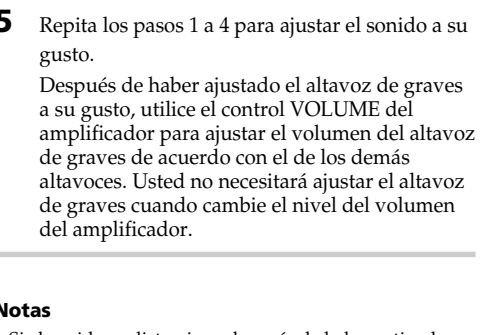 5 Repita los pasos 1 a 4 para ajustar el sonido a su
gusto.
Después de haber ajustado el altavoz de graves
a su gusto, utilice el control VOLUME del
amplificador para ajustar el volumen del altavoz
de graves de acuerdo con el de los demás
altavoces. Usted no necesitará ajustar el altavoz
de graves cuando cambie el nivel del volumen
del amplificador.
Notas